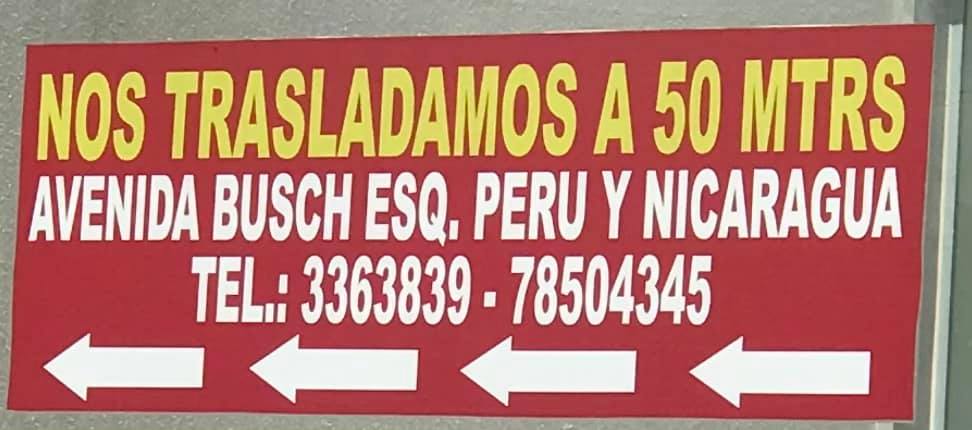 NOS TRASLADAMOS A 50 MTRS
AVENIDA BUSCH ESQ. PERU Y NICARAGUA
TEL.: 3363839 - 78504345